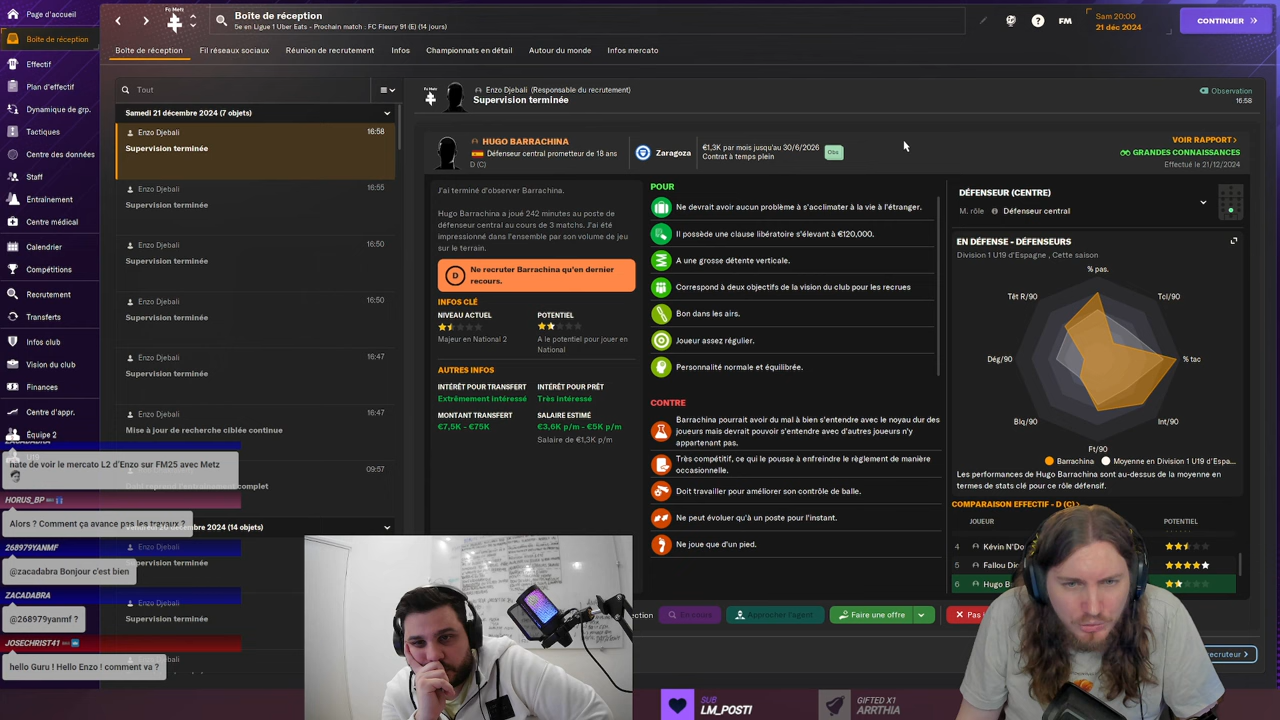 Page d'accueil
Boîte de réception
Effectif
Plan d'effectif
Dynamique de grp.
Tactiques
Centre des données
Staff
Entraînement
Centre médical
Calendrier
Compétitions
Recrutement
Transferts
Infos club
Vision du club
Finances
Centre d'appr.
Équipe 2
Fc Metz
Boîte de réception
5e en Ligue 1 Uber Eats - Prochain match : FC Fleury 91 (E) (14 jours)
FM
Sam 20:00
21 déc 2024
CONTINUER
Boîte de réception
Fil réseaux sociaux
Réunion de recrutement
Infos
Championnats en détail
Autour du monde
Infos mercato
Tout
Samedi 21 décembre 2024 (7 objets)
Enzo Djebali 16:58
Supervision terminée
Enzo Djebali 16:55
Supervision terminée
Enzo Djebali 16:50
Supervision terminée
Enzo Djebali 16:50
Supervision terminée
Enzo Djebali 16:47
Supervision terminée
Enzo Djebali 16:47
Mise à jour de recherche ciblée continue
09:57
complet
2024 (14 objets)
Enzo Djebali
Enzo Djebali
Fc Metz
Enzo Djebali (Responsable du recrutement)
Supervision terminée
Observation
16:58
HUGO BARRACHINA
Défenseur central prometteur de 18 ans
D (C)
Zaragoza
€1,3K par mois jusqu'au 30/6/2026
Contrat à temps plein
Obs
VOIR RAPPORT
GRANDES CONNAISSANCES
Effectué le 21/12/2024
J'ai terminé d'observer Barrachina.
Hugo Barrachina a joué 242 minutes au poste de
défenseur central au cours de 3 matchs. J'ai été
impressionné dans l'ensemble par son volume de jeu
sur le terrain.
D
Ne recruter Barrachina qu'en dernier
recours.
INFOS CLÉ
NIVEAU ACTUEL
Majeur en National 2
POTENTIEL
A le potentiel pour jouer en
National
AUTRES INFOS
INTÉRÊT POUR TRANSFERT
Extrêmement intéressé
INTÉRÊT POUR PRÊT
Très intéressé
MONTANT TRANSFERT
€7,5K - €75K
SALAIRE ESTIMÉ
€3,6K p/m - €5K p/m
Salaire de €1,3K p/m
POUR
Ne devrait avoir aucun problème à s'acclimater à la vie à l'étranger.
Il possède une clause libératoire s'élevant à €120,000.
A une grosse détente verticale.
Correspond à deux objectifs de la vision du club pour les recrues
Bon dans les airs.
Joueur assez régulier.
Personnalité normale et équilibrée.
CONTRE
Barrachina pourrait avoir du mal à bien s'entendre avec le noyau dur des
joueurs mais devrait pouvoir s'entendre avec d'autres joueurs n'y
appartenant pas.
Très compétitif, ce qui le pousse à enfreindre le règlement de manière
occasionnelle.
Doit travailler pour améliorer son contrôle de balle.
Ne peut évoluer qu'à un poste pour l'instant.
Ne joue que d'un pied.
DÉFENSEUR (CENTRE)
M. rôle Défenseur central
EN DÉFENSE - DÉFENSEURS
Division 1 U19 d'Espagne , Cette saison
% pas.
Têt R/90
Tcl/90
Dég/90
% tac
Blq/90
Int/90
Ft/90
Barrachina
Moyenne en Division 1 U19 d'Espa...
Les performances de Hugo Barrachina sont au-dessus de la moyenne en
termes de stats clé pour ce rôle défensif.
COMPARAISON EFFECTIF - D (C)
JOUEUR POTENTIEL
4 Kévin N'Do
5 Fallou Di
6 Hugo B
Approcher l'agent
Faire une offre
ZACADABRA
hate de voir le mercato L2 d'Enzo sur FM25 avec Metz
HORUS_BP
Alors ? Comment ça avance pas les travaux ?
268979YANMF
@zacadabra Bonjour c'est bien
ZACADABRA
@268979yanmf ?
JOSECHRIST41
hello Guru ! Hello Enzo ! comment va ?
SUB
LM_POSTI
GIFTED X1
ARRTHIA